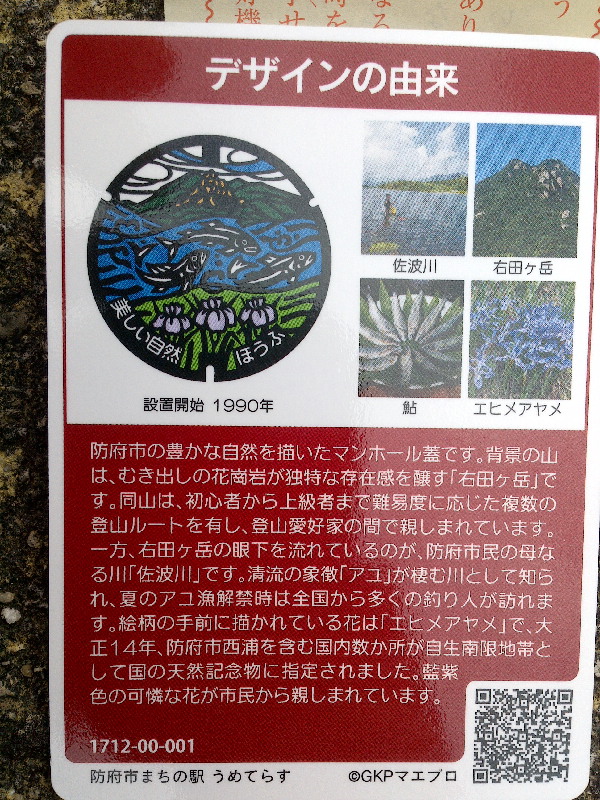 デザインの由来
美しい自然 ほうふ
設置開始 1990年
佐波川 右田ヶ岳
鮎 エヒメアヤメ
防府市の豊かな自然を描いたマンホール蓋です。背景の山
は、むき出しの花崗岩が独特な存在感を醸す「右田ヶ岳」で
す。同山は、初心者から上級者まで難易度に応じた複数の
登山ルートを有し、登山愛好家の間で親しまれています。
一方、右田ヶ岳の眼下を流れているのが、防府市民の母な
る川「佐波川」です。清流の象徴「アユ」が棲む川として知ら
れ、夏のアユ漁解禁時は全国から多くの釣り人が訪れま
す。絵柄の手前に描かれている花は「エヒメアヤメ」で、大
正14年、防府市西浦を含む国内数か所が自生南限地帯と
して国の天然記念物に指定されました。藍紫
色の可憐な花が市民から親しまれています。
1712-00-001
防府市まちの駅 うめてらす ©GKPマエプロ